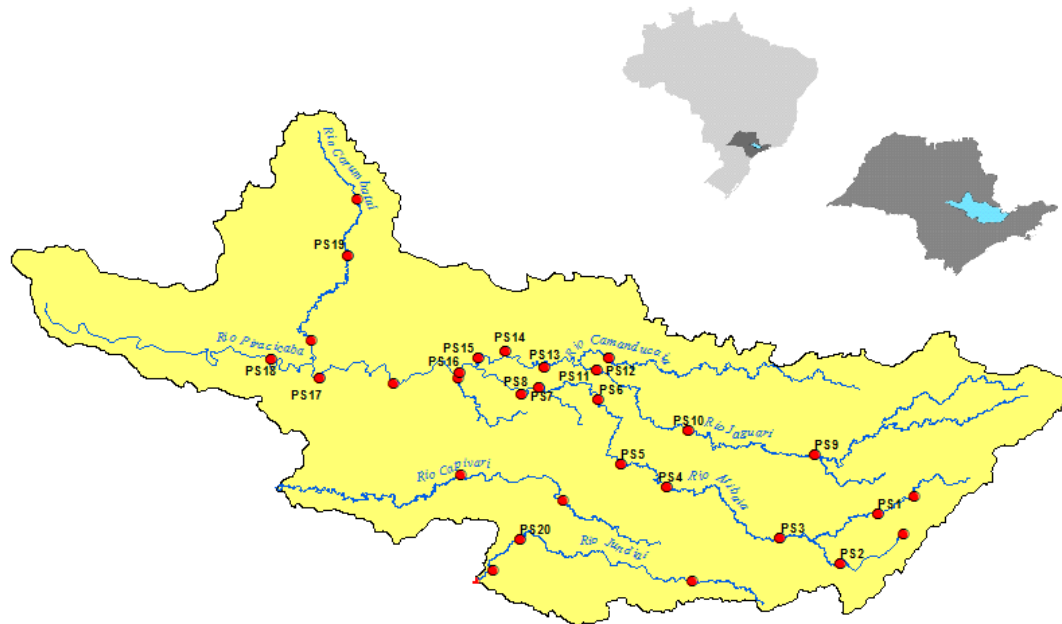 Rio Corumbataí
PS19
Rio Piracicaba
PS18
PS17
PS16
PS15
PS14
PS13
Rio Camanducaia
PS12
PS11
PS8
PS7
PS6
PS10
Rio Jaguari
PS9
PS5
PS4
Rio Atibaia
PS1
PS3
PS2
Rio Capivari
PS20
Rio Jundiaí